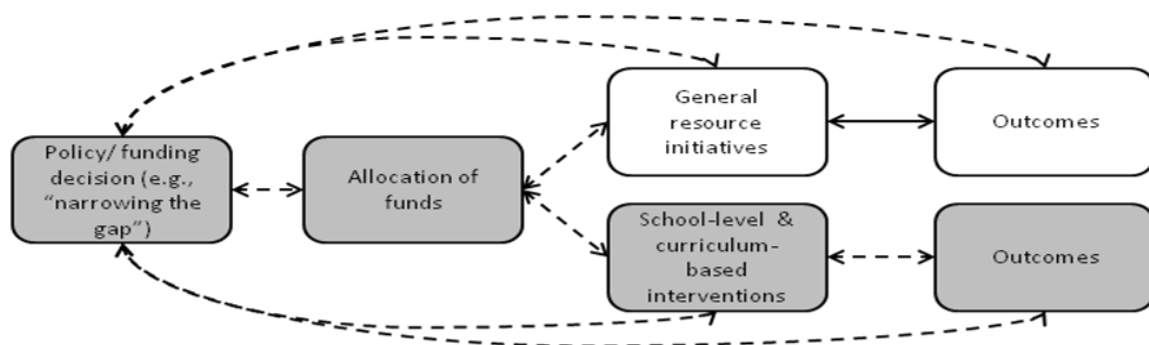 Policy/ funding
decision (e.g.,
“narrowing the
gap”)
Allocation of
funds
General
resource
initiatives
Outcomes
School-level &
curriculum-
based
interventions
Outcomes